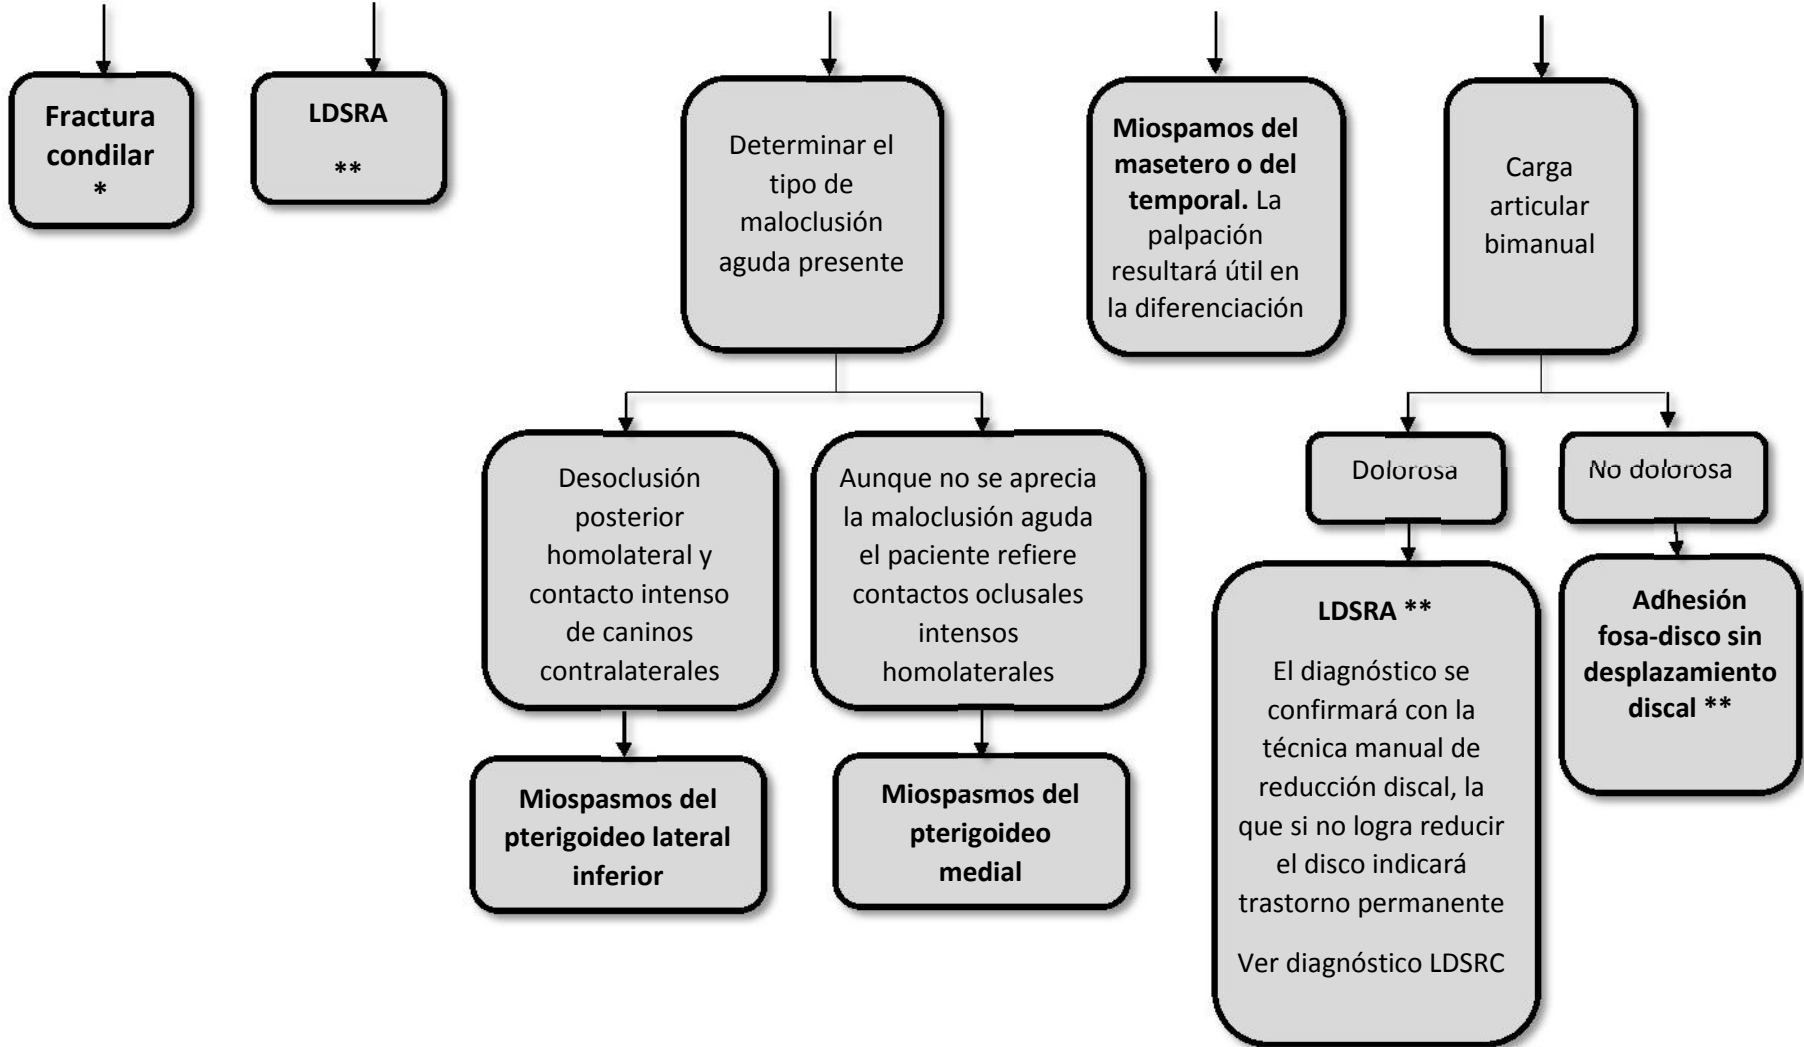 Fractura
condilar
*
LDSRA
**
Determinar el
tipo de
maloclusión
aguda presente
Miospamos del
masetero o del
temporal. La
palpación
resultará útil en
la diferenciación
Carga
articular
bimanual
Desoclusión
posterior
homolateral y
contacto intenso
de caninos
contralaterales
Aunque no se aprecia
la maloclusión aguda
el paciente refiere
contactos oclusales
intensos
homolaterales
Dolorosa
No dolorosa
Miospasmos del
pterigoideo lateral
inferior
Miospasmos del
pterigoideo
medial
LDSRA **
El diagnóstico se
confirmará con la
técnica manual de
reducción discal, la
que si no logra reducir
el disco indicará
trastorno permanente
Ver diagnóstico LDSRC
Adhesión
fosa-disco sin
desplazamiento
discal **